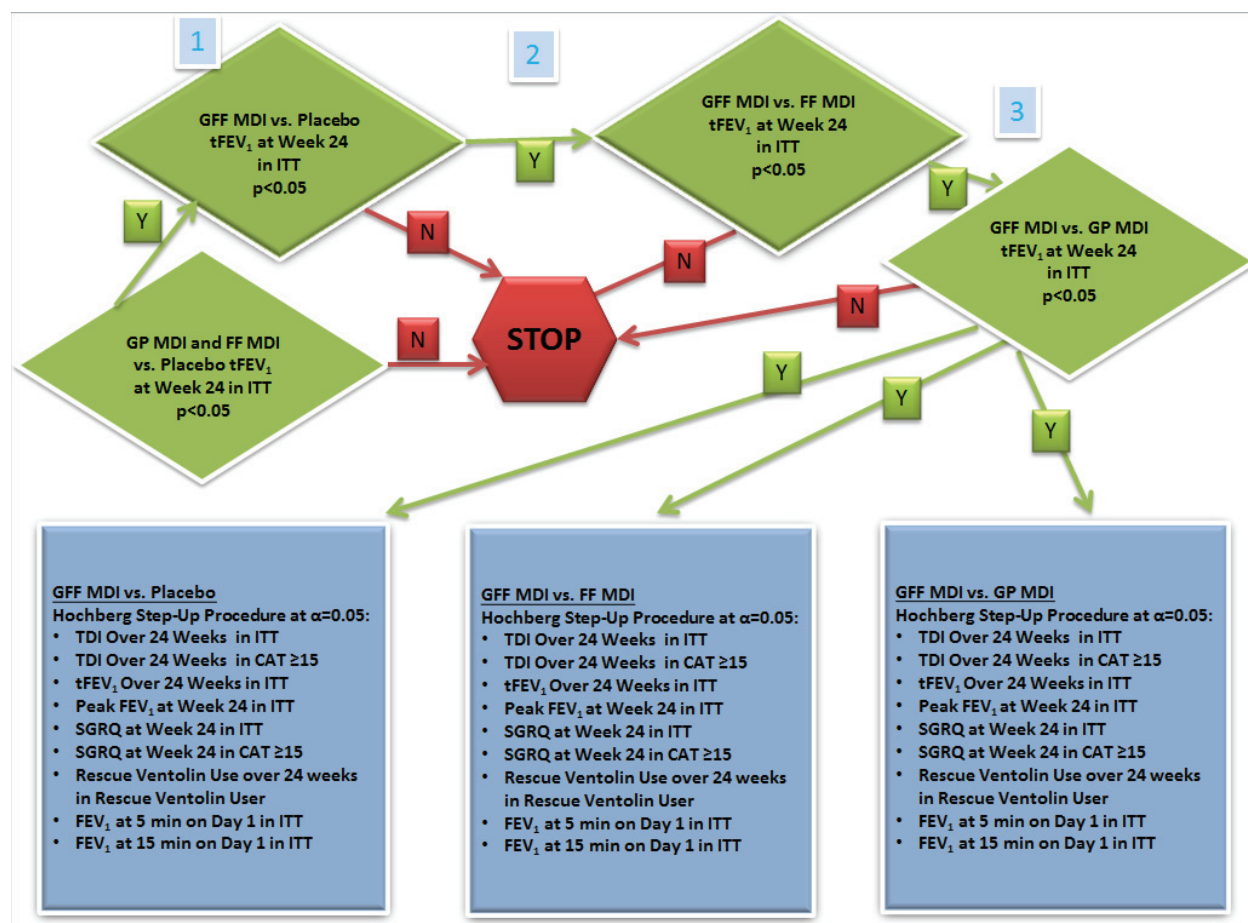 1
2
3
GFF MDI vs. Placebo
tFEV₁ at Week 24
in ITT
p<0.05
GFF MDI vs. FF MDI
tFEV₁ at Week 24
in ITT
p<0.05
GFF MDI vs. GP MDI
tFEV₁ at Week 24
in ITT
p<0.05
GP MDI and FF MDI
vs. Placebo tFEV₁
at Week 24 in ITT
p<0.05
Y
Y
Y
N
N
N
N
STOP
Y
Y
Y
GFF MDI vs. Placebo
Hochberg Step-Up Procedure at α=0.05:
• TDI Over 24 Weeks in ITT
• TDI Over 24 Weeks in CAT ≥15
• tFEV₁ Over 24 Weeks in ITT
• Peak FEV₁ at Week 24 in ITT
• SGRQ at Week 24 in ITT
• SGRQ at Week 24 in CAT ≥15
• Rescue Ventolin Use over 24 weeks
in Rescue Ventolin User
• FEV₁ at 5 min on Day 1 in ITT
• FEV₁ at 15 min on Day 1 in ITT
GFF MDI vs. FF MDI
Hochberg Step-Up Procedure at α=0.05:
• TDI Over 24 Weeks in ITT
• TDI Over 24 Weeks in CAT ≥15
• tFEV₁ Over 24 Weeks in ITT
• Peak FEV₁ at Week 24 in ITT
• SGRQ at Week 24 in ITT
• SGRQ at Week 24 in CAT ≥15
• Rescue Ventolin Use over 24 weeks
in Rescue Ventolin User
• FEV₁ at 5 min on Day 1 in ITT
• FEV₁ at 15 min on Day 1 in ITT
GFF MDI vs. GP MDI
Hochberg Step-Up Procedure at α=0.05:
• TDI Over 24 Weeks in ITT
• TDI Over 24 Weeks in CAT ≥15
• tFEV₁ Over 24 Weeks in ITT
• Peak FEV₁ at Week 24 in ITT
• SGRQ at Week 24 in ITT
• SGRQ at Week 24 in CAT ≥15
• Rescue Ventolin Use over 24 weeks
in Rescue Ventolin User
• FEV₁ at 5 min on Day 1 in ITT
• FEV₁ at 15 min on Day 1 in ITT